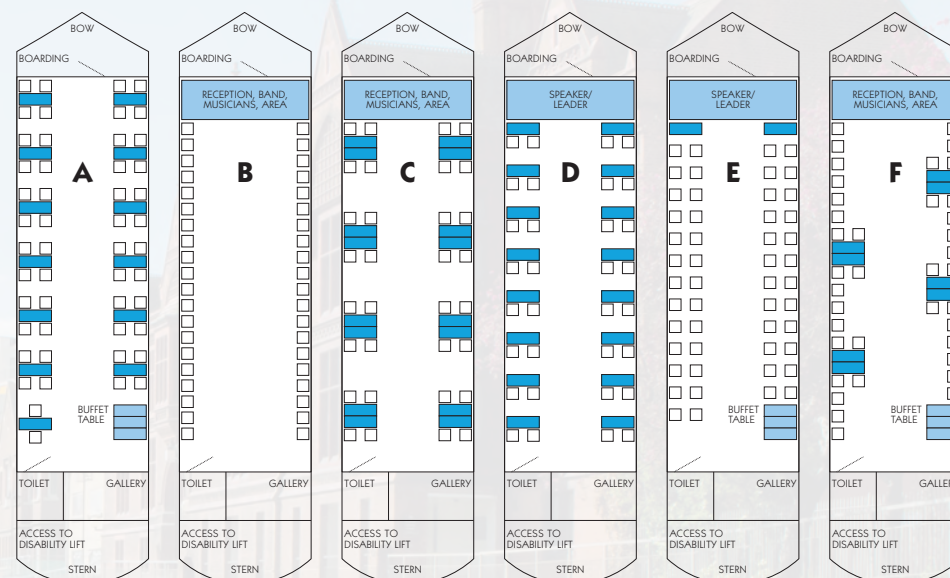 BOW
BOARDING
A
BUFFET
TABLE
TOILET GALLERY
ACCESS TO
DISABILITY LIFT
STERN
BOW
BOARDING
RECEPTION, BAND,
MUSICIANS, AREA
B
TOILET GALLERY
ACCESS TO
DISABILITY LIFT
STERN
BOW
BOARDING
RECEPTION, BAND,
MUSICIANS, AREA
C
TOILET GALLERY
ACCESS TO
DISABILITY LIFT
STERN
BOW
BOARDING
SPEAKER/
LEADER
D
TOILET GALLERY
ACCESS TO
DISABILITY LIFT
STERN
BOW
BOARDING
SPEAKER/
LEADER
E
BUFFET
TABLE
TOILET GALLERY
ACCESS TO
DISABILITY LIFT
STERN
BOW
BOARDING
RECEPTION, BAND,
MUSICIANS, AREA
F
BUFFET
TABLE
TOILET GALLE
ACCESS TO
DISABILITY LIFT
STERN